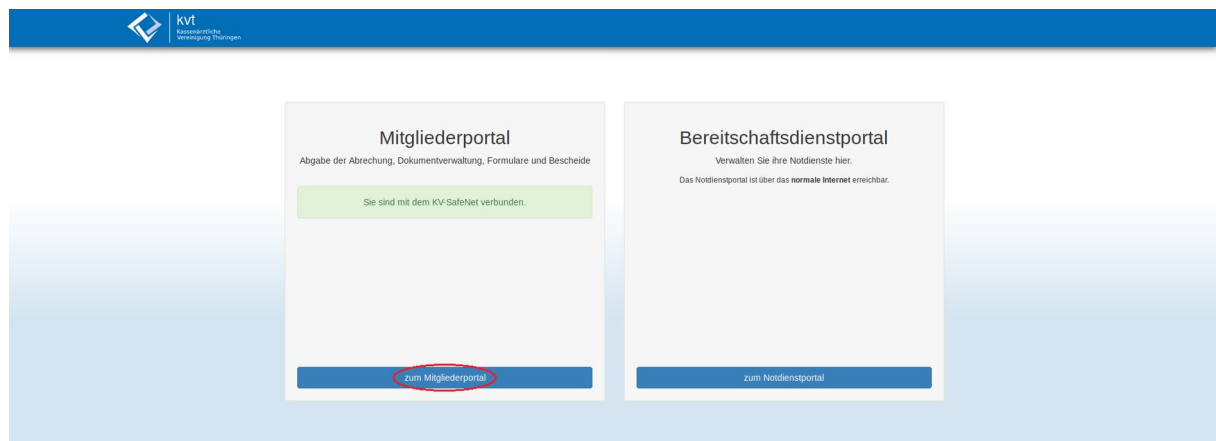 kvt
Kassenärztliche
Vereinigung Thüringen
Mitgliederportal
Abgabe der Abrechung, Dokumentverwaltung, Formulare und Bescheide
Sie sind mit dem KV-SafeNet verbunden.
zum Mitgliederportal
Bereitschaftsdienstportal
Verwalten Sie ihre Notdienste hier.
Das Notdienstportal ist über das normale Internet erreichbar.
zum Notdienstportal